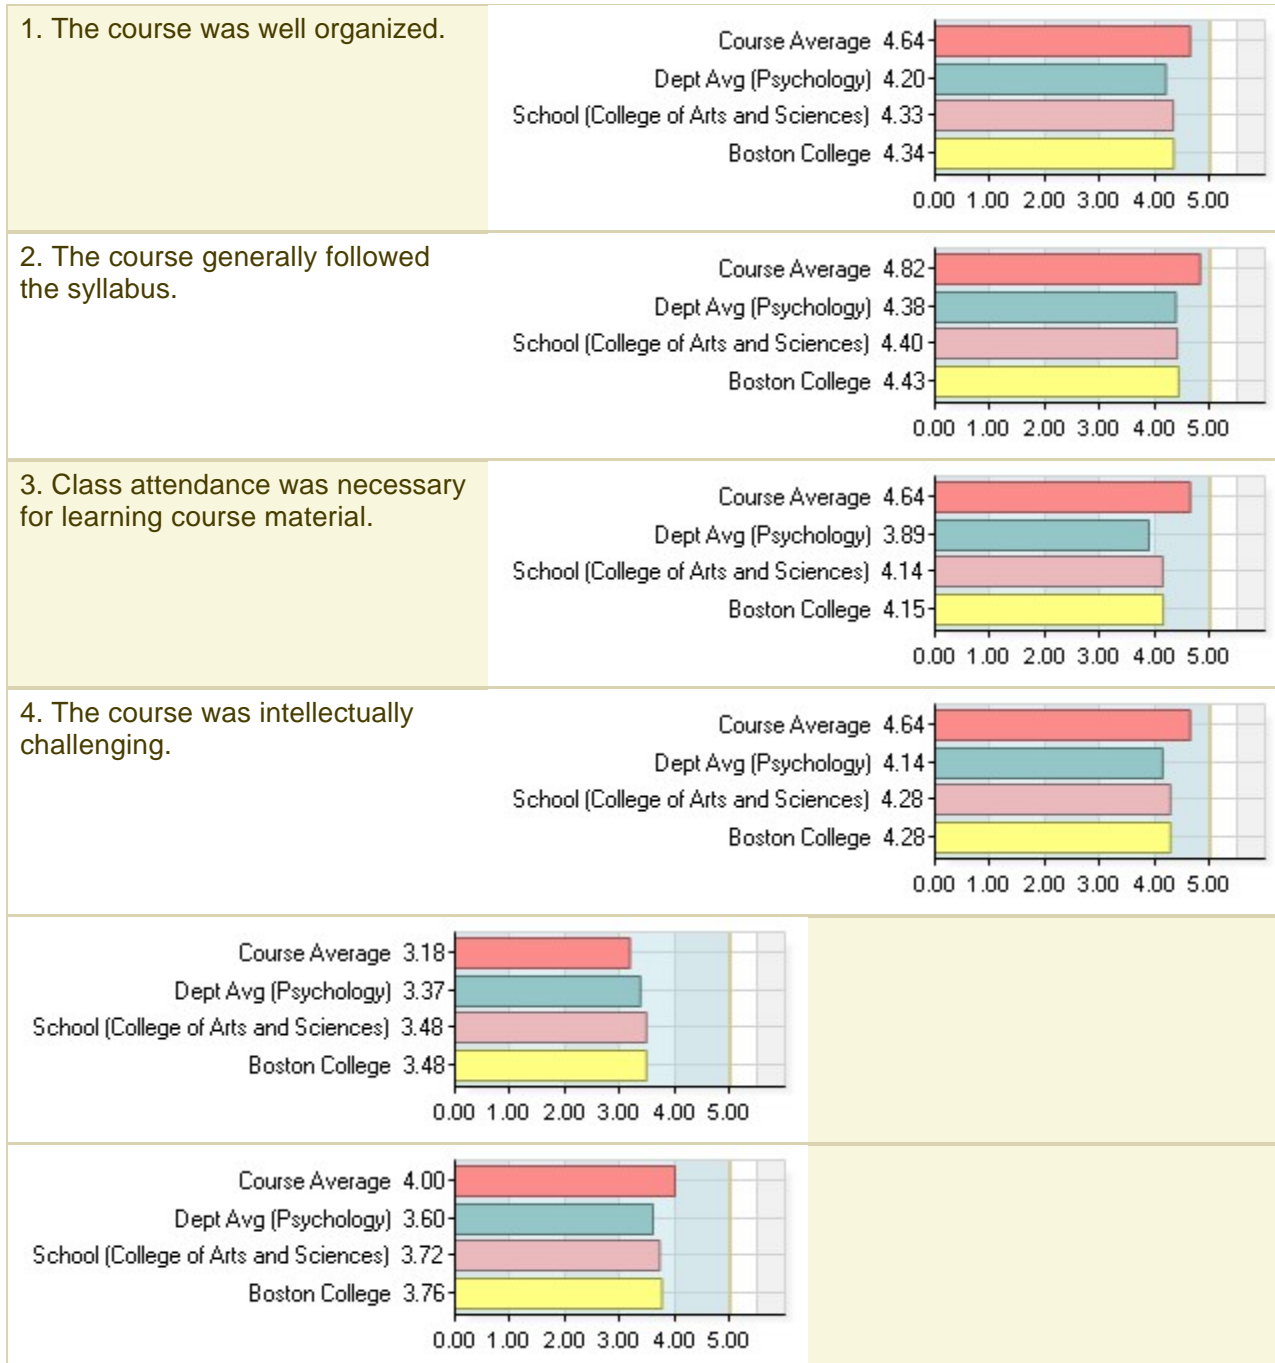 1. The course was well organized.
Course Average 4.64
Dept Avg (Psychology) 4.20
School (College of Arts and Sciences) 4.33
Boston College 4.34
0.00 1.00 2.00 3.00 4.00 5.00
2. The course generally followed
the syllabus.
Course Average 4.82
Dept Avg (Psychology) 4.38
School (College of Arts and Sciences) 4.40
Boston College 4.43
0.00 1.00 2.00 3.00 4.00 5.00
3. Class attendance was necessary
for learning course material.
Course Average 4.64
Dept Avg (Psychology) 3.89
School (College of Arts and Sciences) 4.14
Boston College 4.15
0.00 1.00 2.00 3.00 4.00 5.00
4. The course was intellectually
challenging.
Course Average 4.64
Dept Avg (Psychology) 4.14
School (College of Arts and Sciences) 4.28
Boston College 4.28
0.00 1.00 2.00 3.00 4.00 5.00
Course Average 3.18
Dept Avg (Psychology) 3.37
School (College of Arts and Sciences) 3.48
Boston College 3.48
0.00 1.00 2.00 3.00 4.00 5.00
Course Average 4.00
Dept Avg (Psychology) 3.60
School (College of Arts and Sciences) 3.72
Boston College 3.76
0.00 1.00 2.00 3.00 4.00 5.00